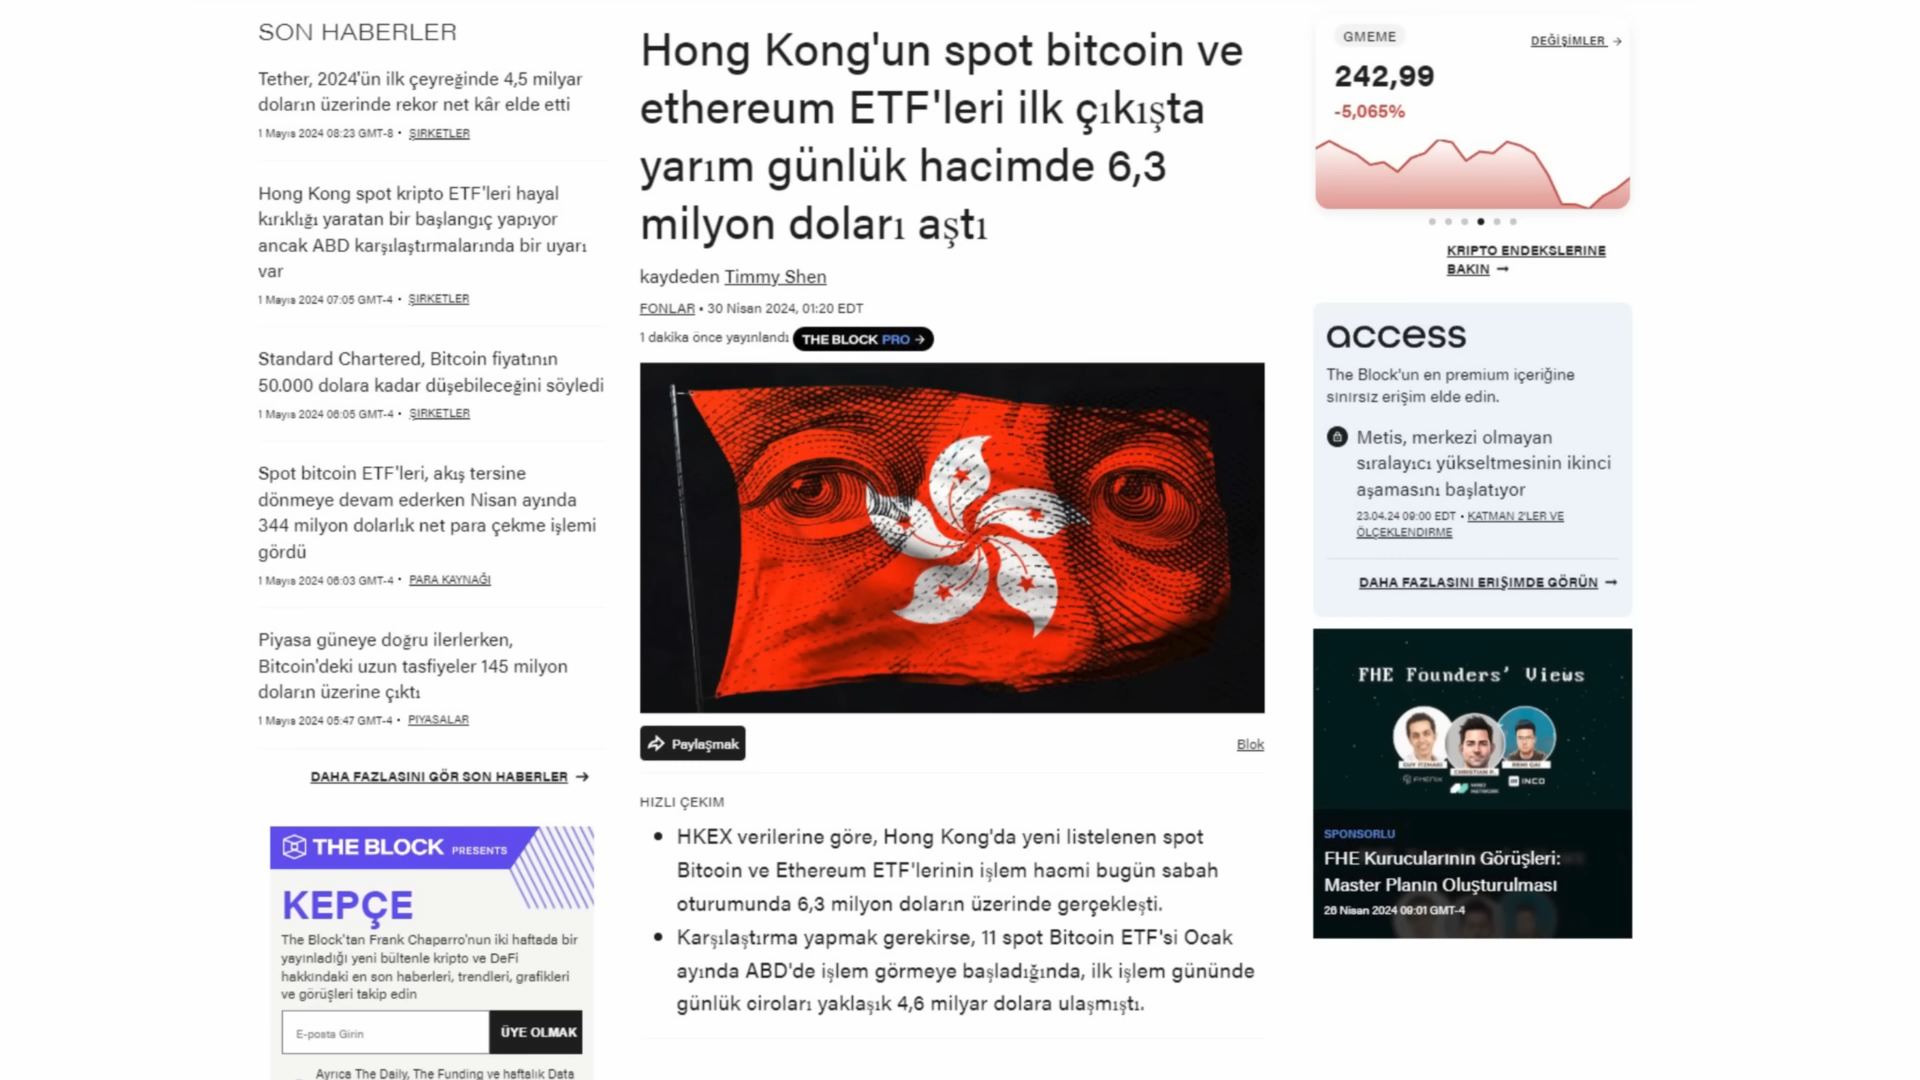 SON HABERLER
Tether, 2024'ün ilk çeyreğinde 4,5 milyar
doların üzerinde rekor net kâr elde etti
1 Mayıs 2024 08:23 GMT-8 • ŞIRKETLER
Hong Kong spot kripto ETF'leri hayal
kırıklığı yaratan bir başlangıç yapıyor
ancak ABD karşılaştırmalarında bir uyarı
var
1 Mayıs 2024 07:05 GMT-4 • ŞIRKETLER
Standard Chartered, Bitcoin fiyatının
50.000 dolara kadar düşebileceğini söyledi
1 Mayıs 2024 06:05 GMT-4 • ŞIRKETLER
Spot bitcoin ETF'leri, akış tersine
dönmeye devam ederken Nisan ayında
344 milyon dolarlık net para çekme işlemi
gördü
1 Mayıs 2024 06:03 GMT-4 • PARA KAYNAĞI
Piyasa güneye doğru ilerlerken,
Bitcoin'deki uzun tasfiyeler 145 milyon
doların üzerine çıktı
1 Mayıs 2024 05:47 GMT-4 • PIYASALAR
DAHA FAZLASINI GÖR SON HABERLER →
THE BLOCK PRESENTS
KEPÇE
The Block'tan Frank Chaparro'nun iki haftada bir
yayınladığı yeni bültenle kripto ve DeFi
hakkındaki en son haberleri, trendleri, grafikleri
ve görüşleri takip edin
E-posta Girin
ÜYE OLMAK
Ayrıca The Daily, The Funding ve haftalık Data
Hong Kong'un spot bitcoin ve
ethereum ETF'leri ilk çıkışta
yarım günlük hacimde 6,3
milyon doları aştı
kaydeden Timmy Shen
FONLAR • 30 Nisan 2024, 01:20 EDT
1 dakika önce yayınlandı THE BLOCK PRO →
Paylaşmak
Blok
HIZLI ÇEKIM
• HKEX verilerine göre, Hong Kong'da yeni listelenen spot
Bitcoin ve Ethereum ETF'lerinin işlem hacmi bugün sabah
oturumunda 6,3 milyon doların üzerinde gerçekleşti.
• Karşılaştırma yapmak gerekirse, 11 spot Bitcoin ETF'si Ocak
ayında ABD'de işlem görmeye başladığında, ilk işlem gününde
günlük ciroları yaklaşık 4,6 milyar dolara ulaşmıştı.
GMEME
DEĞİŞİMLER →
242,99
-5,065%
KRIPTO ENDEKSLERINE
BAKIN →
access
The Block'un en premium içeriğine
sınırsız erişim elde edin.
Metis, merkezi olmayan
sıralayıcı yükseltmesinin ikinci
aşamasını başlatıyor
23.04.24 09:00 EDT • KATMAN 2'LER VE
ÖLÇEKLENDIRME
DAHA FAZLASINI ERIŞIMDE GÖRÜN →
FHE Founders' Views
GUY ITZHAKI
CHRISTIAN P.
REMI GAI
FHENIX
MIND NETWORK
INCO
SPONSORLU
FHE Kurucularının Görüşleri:
Master Planın Oluşturulması
26 Nisan 2024 09:01 GMT-4